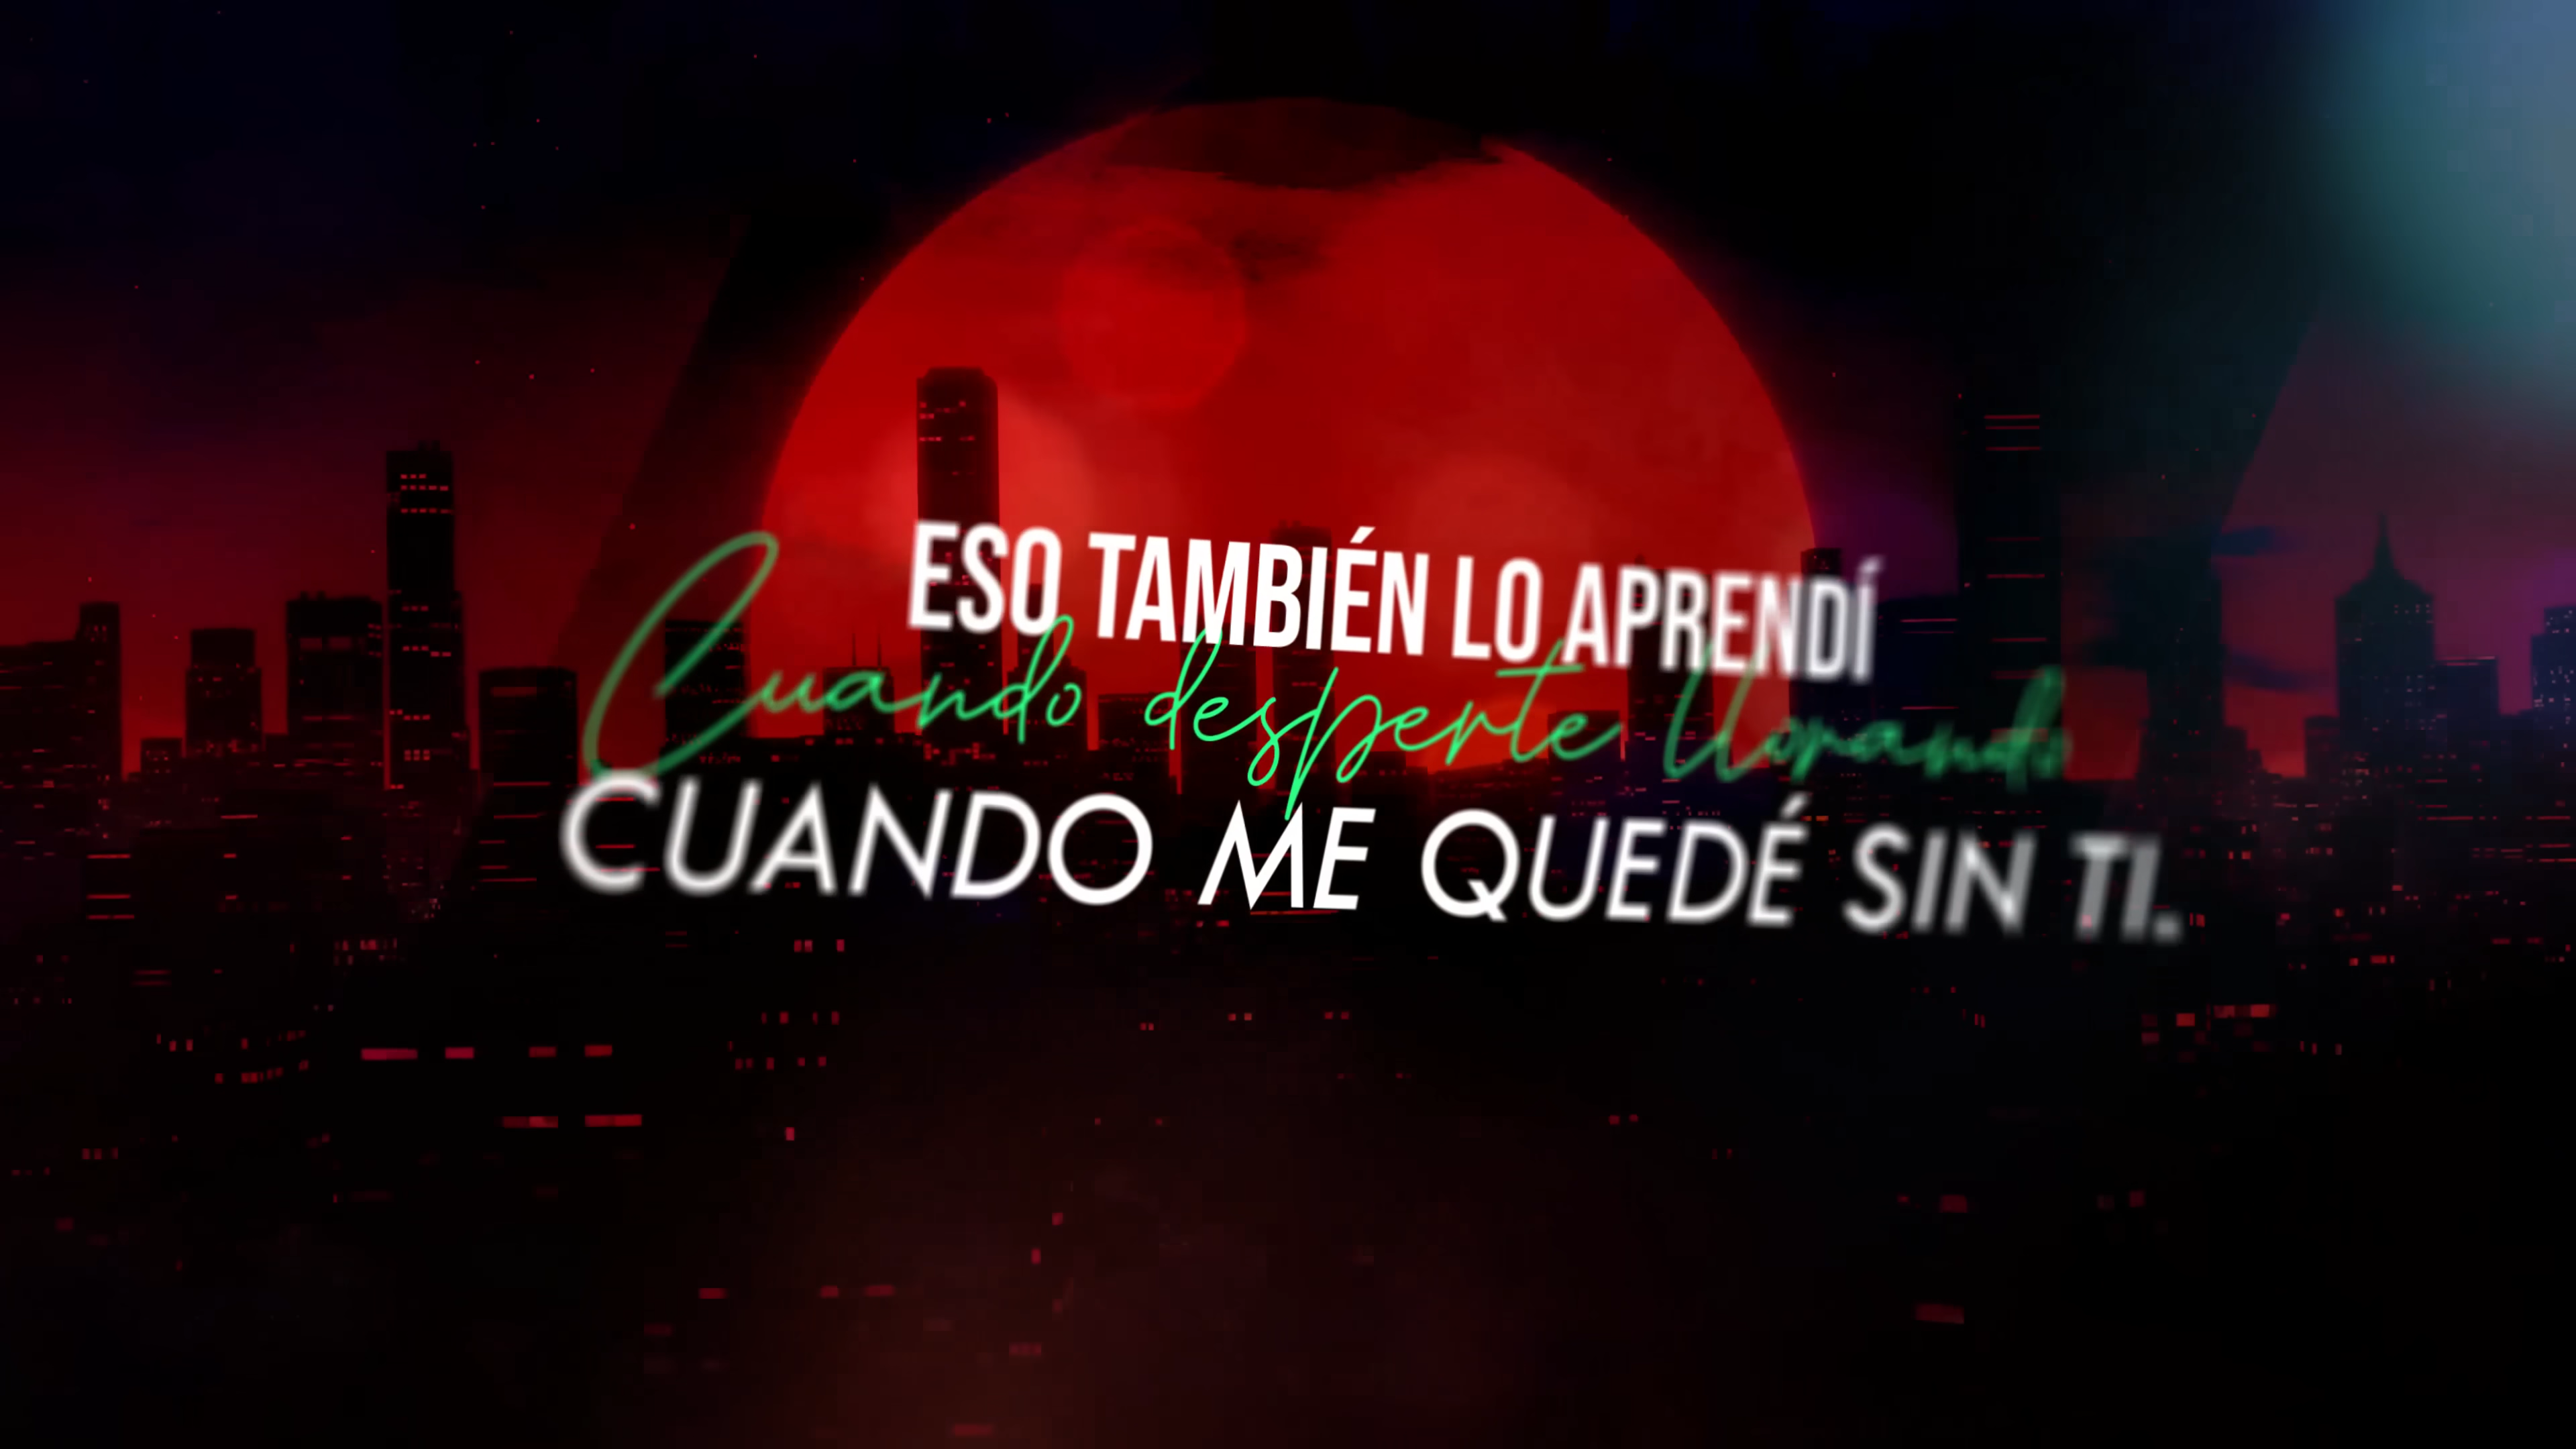 ESO TAMBIÉN LO APRENDÍ
Cuando desperte llorando
CUANDO ME QUEDÉ SIN TI.